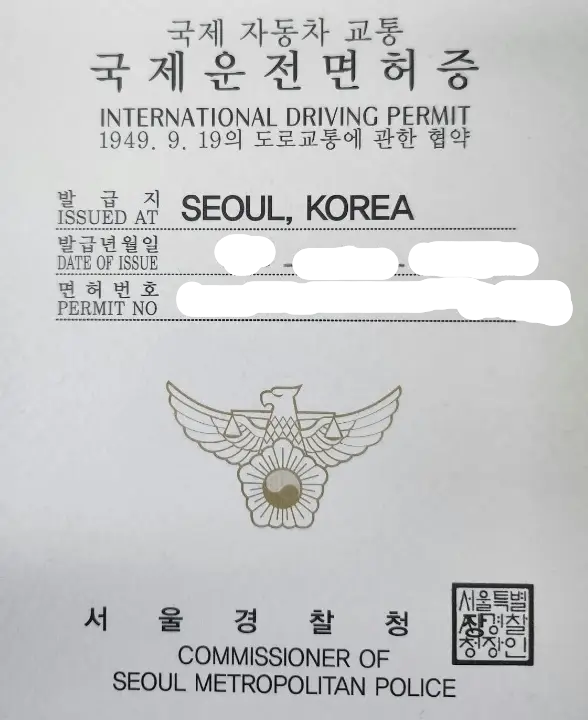 국제 자동차 교통
국제운전면허증
INTERNATIONAL DRIVING PERMIT
1949. 9. 19의 도로교통에 관한 협약
발 급 지
ISSUED AT SEOUL, KOREA
발급년월일
DATE OF ISSUE - -
면 허 번 호
PERMIT NO
서 울 경 찰 청 장
COMMISSIONER OF
SEOUL METROPOLITAN POLICE
서울특별
시경찰
청장인